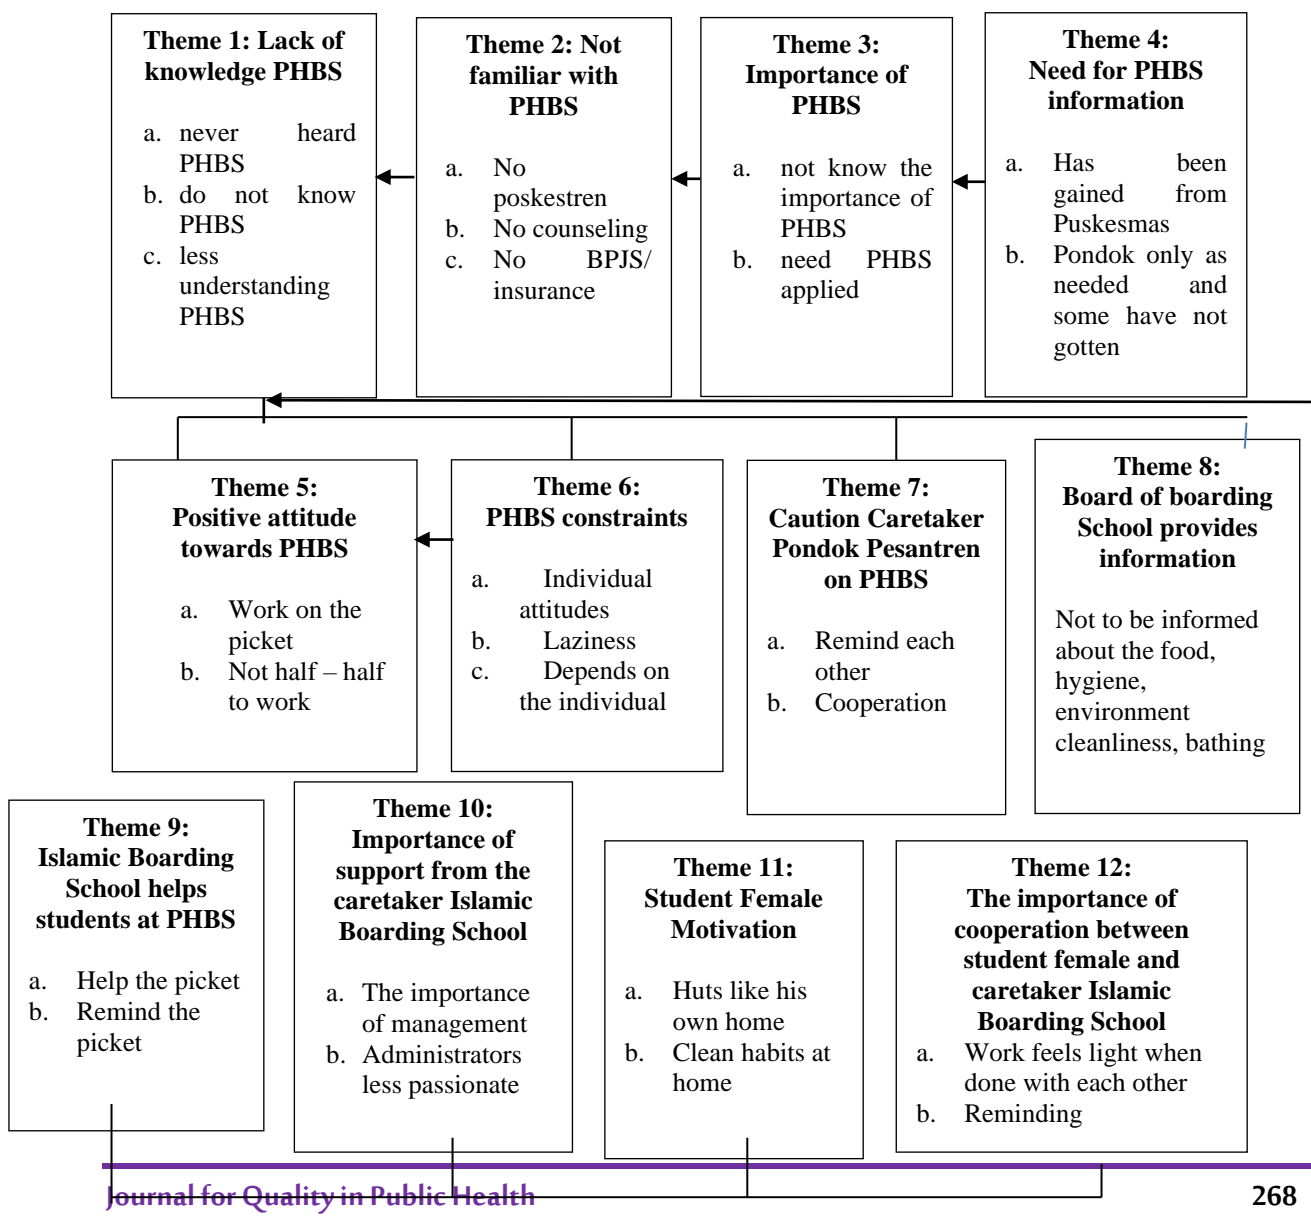 Theme 1: Lack of
knowledge PHBS
a. never heard
PHBS
b. do not know
PHBS
c. less
understanding
PHBS
Theme 2: Not
familiar with
PHBS
a. No
poskestren
b. No counseling
c. No BPJS/
insurance
Theme 3:
Importance of
PHBS
a. not know the
importance of
PHBS
b. need PHBS
applied
Theme 4:
Need for PHBS
information
a. Has been
gained from
Puskesmas
b. Pondok only as
needed and
some have not
gotten
Theme 5:
Positive attitude
towards PHBS
a. Work on the
picket
b. Not half – half
to work
Theme 6:
PHBS constraints
a. Individual
attitudes
b. Laziness
c. Depends on
the individual
Theme 7:
Caution Caretaker
Pondok Pesantren
on PHBS
a. Remind each
other
b. Cooperation
Theme 8:
Board of boarding
School provides
information
Not to be informed
about the food,
hygiene,
environment
cleanliness, bathing
Theme 9:
Islamic Boarding
School helps
students at PHBS
a. Help the picket
b. Remind the
picket
Theme 10:
Importance of
support from the
caretaker Islamic
Boarding School
a. The importance
of management
b. Administrators
less passionate
Theme 11:
Student Female
Motivation
a. Huts like his
own home
b. Clean habits at
home
Theme 12:
The importance of
cooperation between
student female and
caretaker Islamic
Boarding School
a. Work feels light when
done with each other
b. Reminding
Journal for Quality in Public Health
268